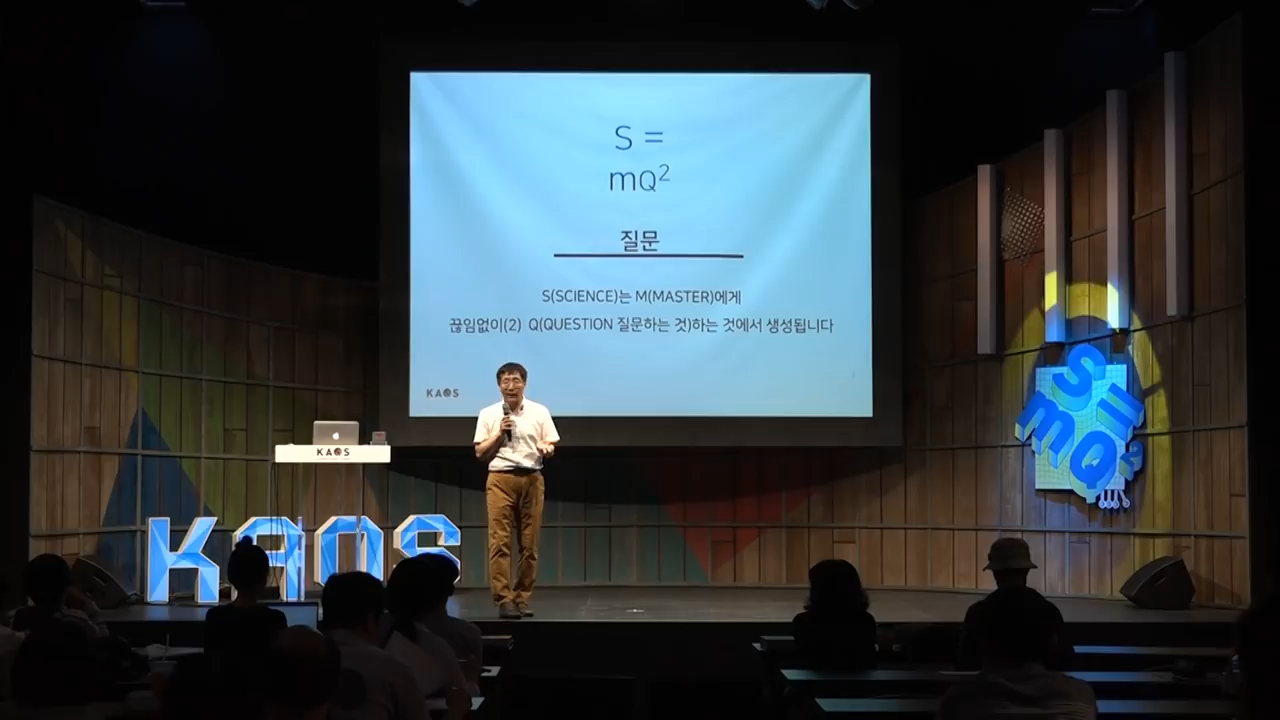 S =
mQ²
질문
S(SCIENCE)는 M(MASTER)에게
끊임없이(2) Q(QUESTION 질문하는 것)하는 것에서 생성됩니다
KAOS
KAOS
KAOS
S=
mQ²